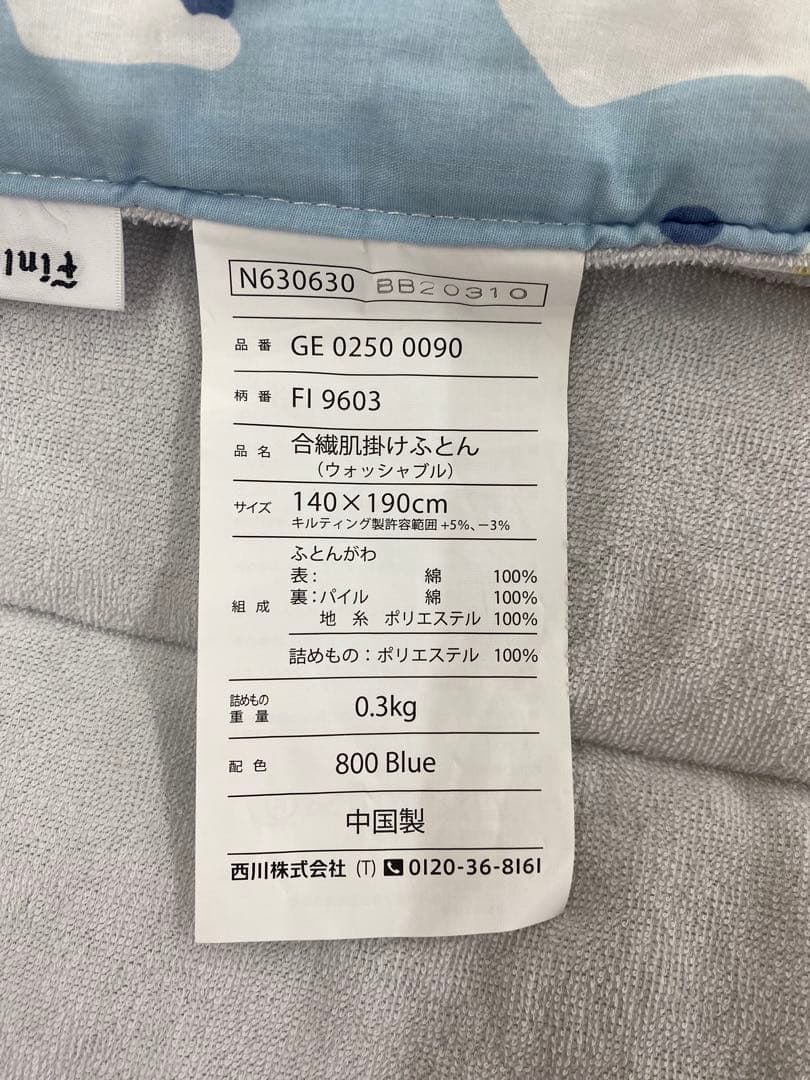 N630630 BB20310
品番 GE 0250 0090
柄番 FI 9603
品名 合繊肌掛けふとん
（ウォッシャブル）
サイズ 140×190cm
キルティング製許容範囲+5%、−3%
組成 ふとんがわ
表： 綿 100%
裏：パイル 綿 100%
地糸 ポリエステル 100%
詰めもの：ポリエステル 100%
詰めもの重量 0.3kg
配色 800 Blue
中国製
西川株式会社 (T) 0120-36-8161